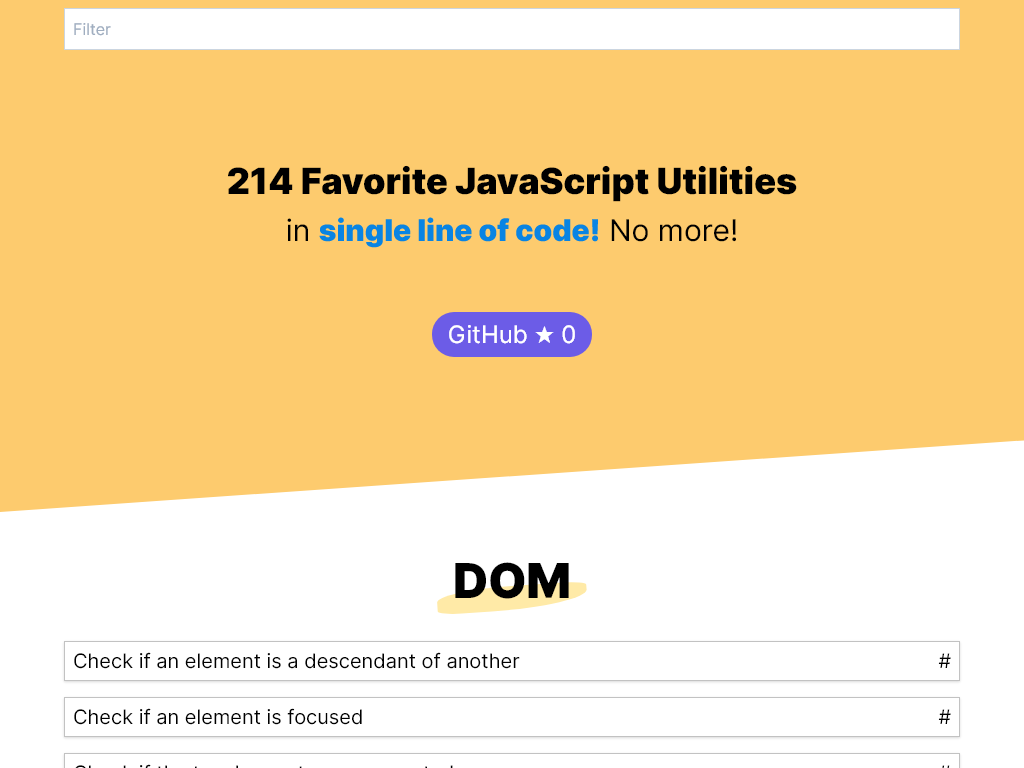 Filter
214 Favorite JavaScript Utilities
in single line of code! No more!
GitHub ★ 0
DOM
Check if an element is a descendant of another #
Check if an element is focused #